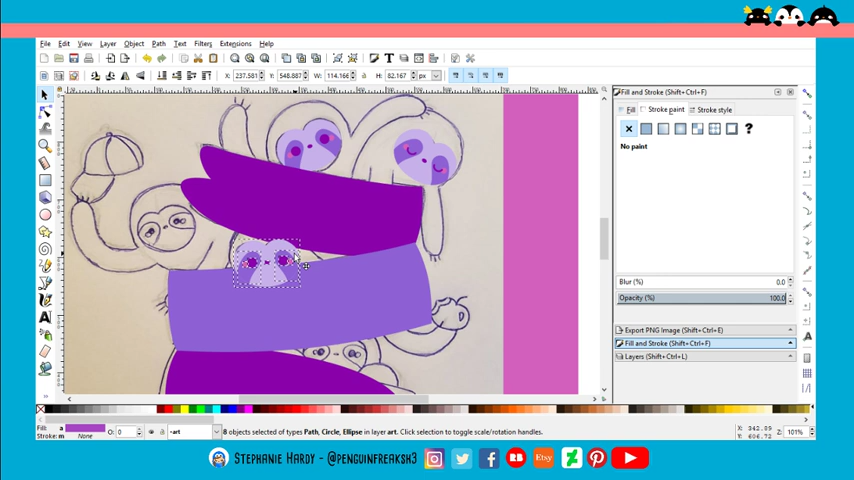 File Edit View Layer Object Path Text Filters Extensions Help
X: 237.581 Y: 548.887 W: 114.166 H: 82.167 px
Fill and Stroke (Shift+Ctrl+F)
Fill Stroke paint Stroke style
?
No paint
Blur (%) 0.0
Opacity (%) 100.0
Export PNG Image (Shift+Ctrl+E)
Fill and Stroke (Shift+Ctrl+F)
Layers (Shift+Ctrl+L)
Fill: a O: 0 -art 8 objects selected of types Path, Circle, Ellipse in layer art. Click selection to toggle scale/rotation handles. X: 342.89 Z: 101%
Stroke: m None Y: 606.72
Stephanie Hardy - @penguinfreaksh3 Etsy